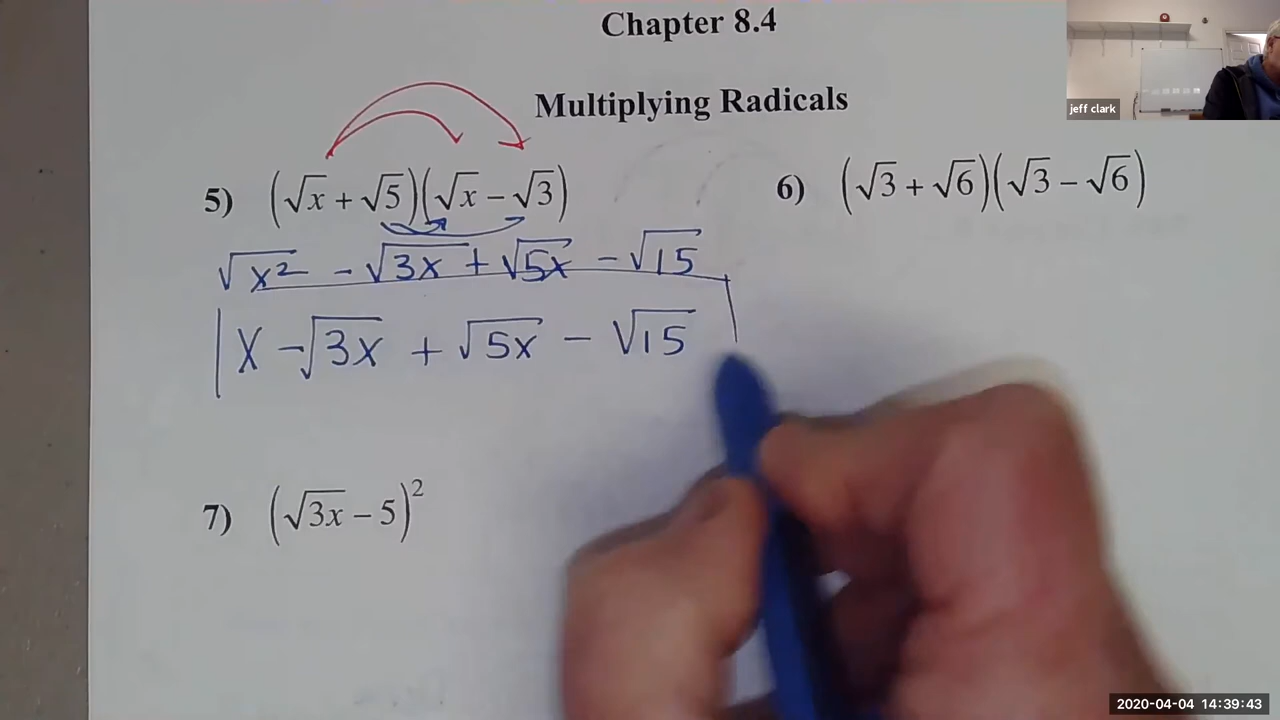 Chapter 8.4
jeff clark
Multiplying Radicals
5) (√x + √5)(√x − √3)
6) (√3 + √6)(√3 − √6)
√x² − √3x + √5x − √15
x − √3x + √5x − √15
7) (√3x − 5)²
2020-04-04 14:39:43